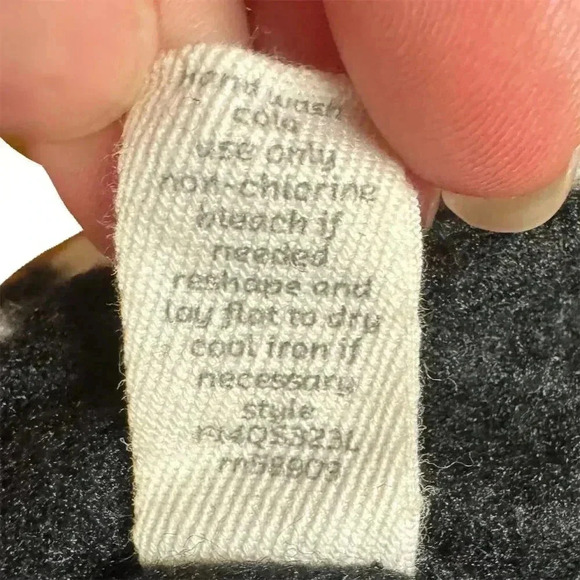 hand wash
cold
use only
non-chlorine
bleach if
needed
reshape and
lay flat to dry
cool iron if
necessary
style